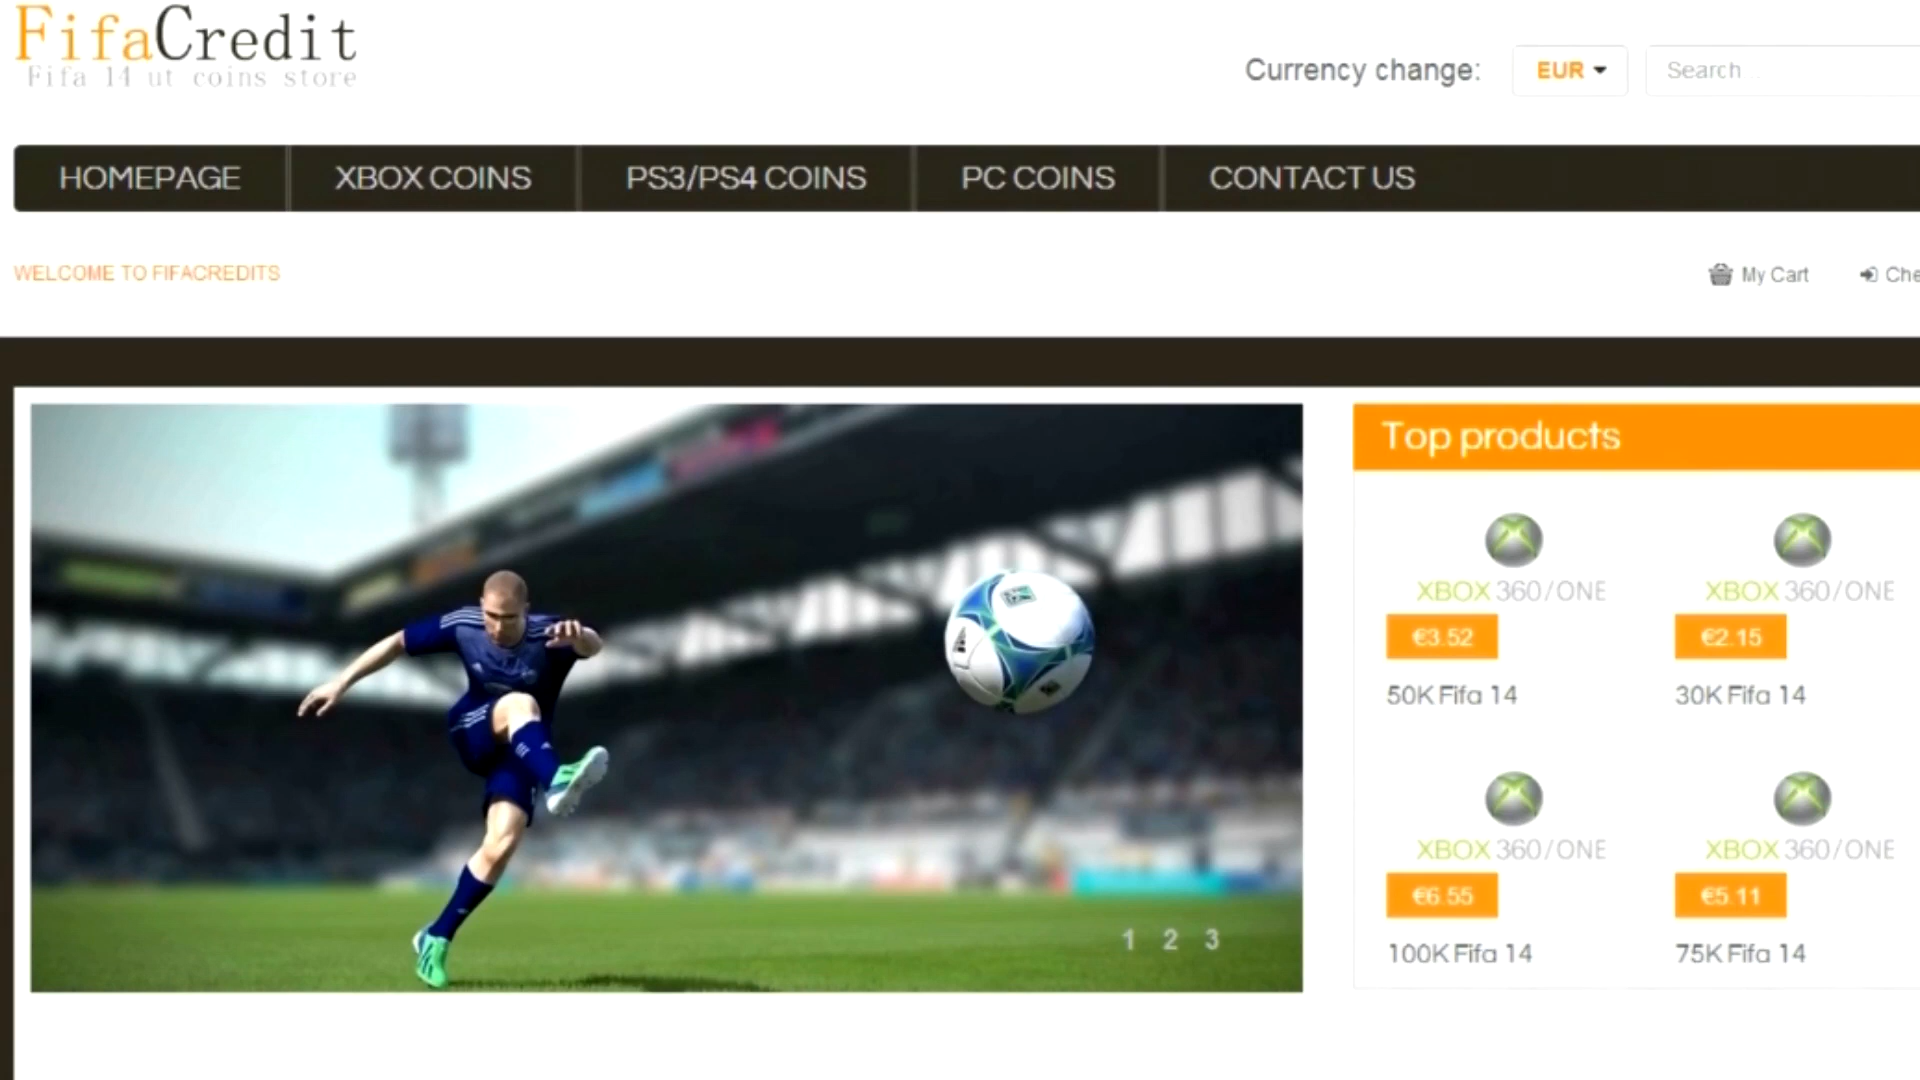 FifaCredit
Fifa 14 ut coins store
Currency change:
EUR
Search
HOMEPAGE
XBOX COINS
PS3/PS4 COINS
PC COINS
CONTACT US
WELCOME TO FIFACREDITS
My Cart
Che
Top products
XBOX 360/ONE
XBOX 360/ONE
€3.52
€2.15
50K Fifa 14
30K Fifa 14
XBOX 360/ONE
XBOX 360/ONE
€6.55
€5.11
100K Fifa 14
75K Fifa 14
1 2 3